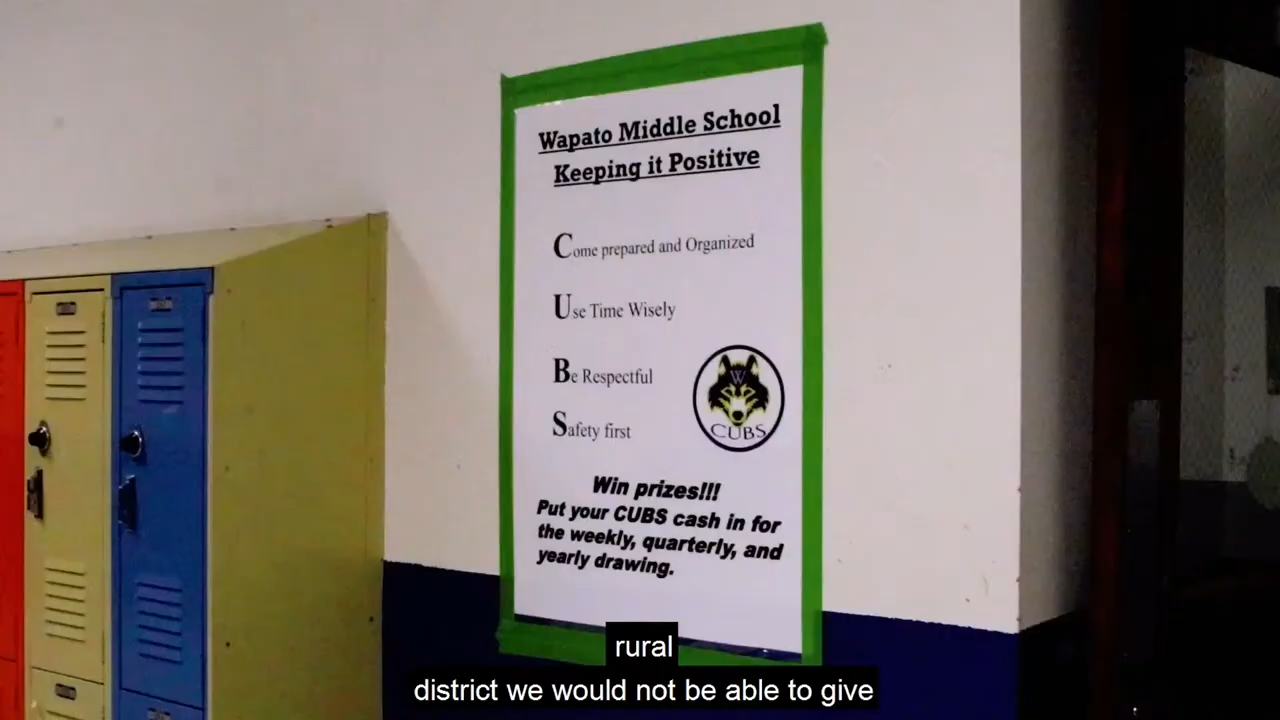 Wapato Middle School
Keeping it Positive
Come prepared and Organized
Use Time Wisely
Be Respectful
Safety first
W
CUBS
Win prizes!!!
Put your CUBS cash in for
the weekly, quarterly, and
yearly drawing.
rural
district we would not be able to give